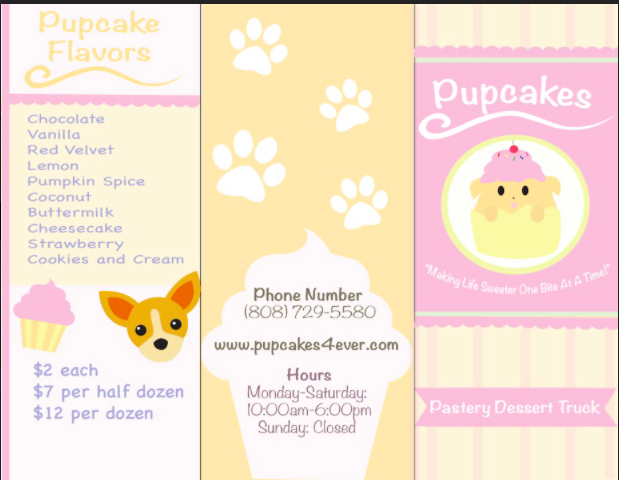 Pupcake
Flavors
Chocolate
Vanilla
Red Velvet
Lemon
Pumpkin Spice
Coconut
Buttermilk
Cheesecake
Strawberry
Cookies and Cream
$2 each
$7 per half dozen
$12 per dozen
Phone Number
(808) 729-5580
www.pupcakes4ever.com
Hours
Monday-Saturday:
10:00am-6:00pm
Sunday: Closed
Pupcakes
"Making Life Sweeter One Bite At A Time!"
Pastery Dessert Truck